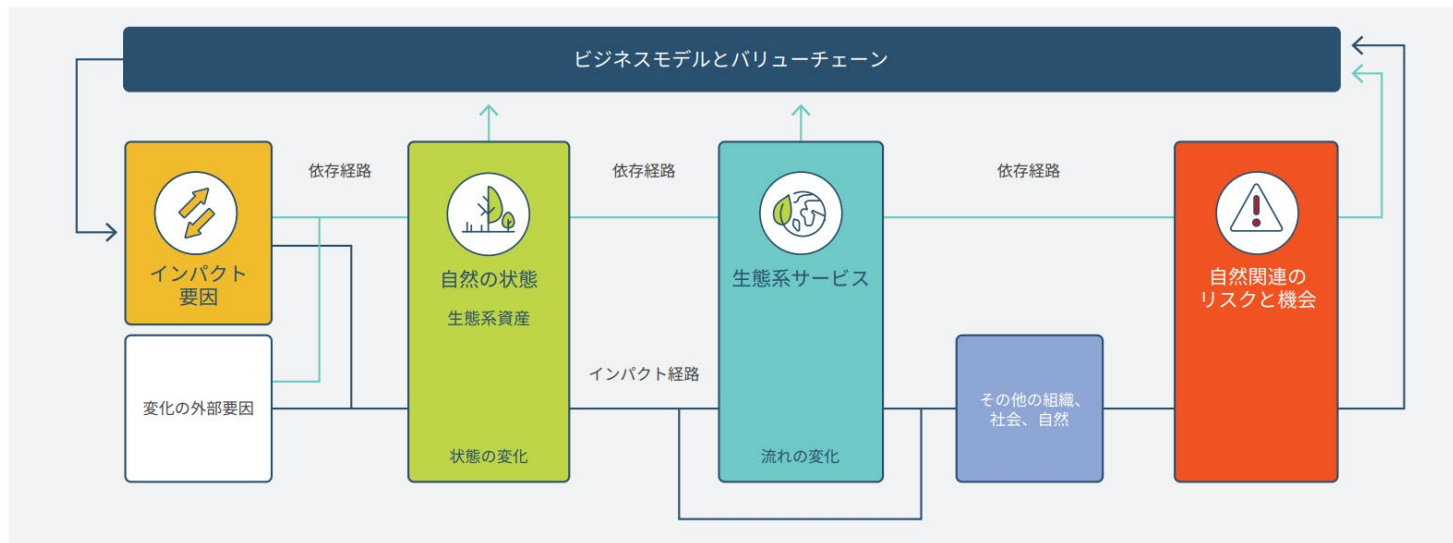 ビジネスモデルとバリューチェーン
依存経路
依存経路
依存経路
インパクト
要因
自然の状態
生態系資産
生態系サービス
自然関連の
リスクと機会
インパクト経路
変化の外部要因
その他の組織、
社会、自然
状態の変化
流れの変化